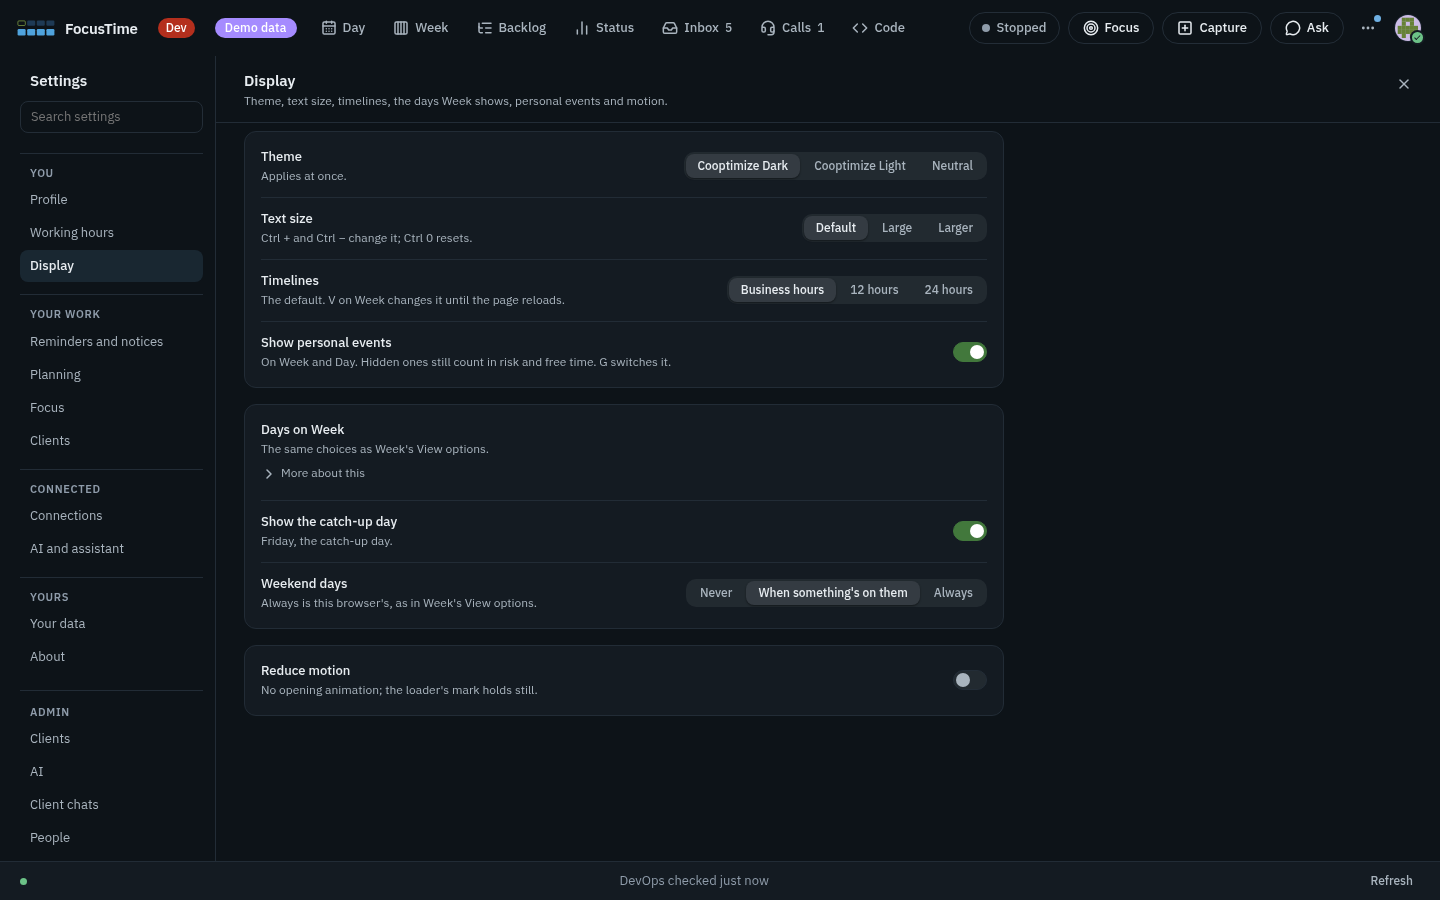 FocusTime
Dev
Demo data
Day
Week
Backlog
Status
Inbox 5
Calls 1
Code
Stopped
Focus
Capture
Ask
Settings
Search settings
YOU
Profile
Working hours
Display
YOUR WORK
Reminders and notices
Planning
Focus
Clients
CONNECTED
Connections
AI and assistant
YOURS
Your data
About
ADMIN
Clients
AI
Client chats
People
Display
Theme, text size, timelines, the days Week shows, personal events and motion.
Theme
Applies at once.
Cooptimize Dark
Cooptimize Light
Neutral
Text size
Ctrl + and Ctrl – change it; Ctrl 0 resets.
Default
Large
Larger
Timelines
The default. V on Week changes it until the page reloads.
Business hours
12 hours
24 hours
Show personal events
On Week and Day. Hidden ones still count in risk and free time. G switches it.
Days on Week
The same choices as Week's View options.
More about this
Show the catch-up day
Friday, the catch-up day.
Weekend days
Always is this browser's, as in Week's View options.
Never
When something's on them
Always
Reduce motion
No opening animation; the loader's mark holds still.
DevOps checked just now
Refresh